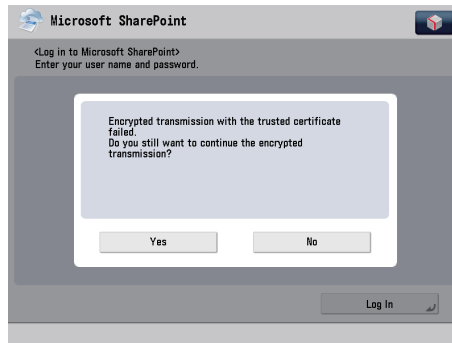 Microsoft SharePoint
<Log in to Microsoft SharePoint>
Enter your user name and password.
Encrypted transmission with the trusted certificate
failed.
Do you still want to continue the encrypted
transmission?
Yes
No
Log In